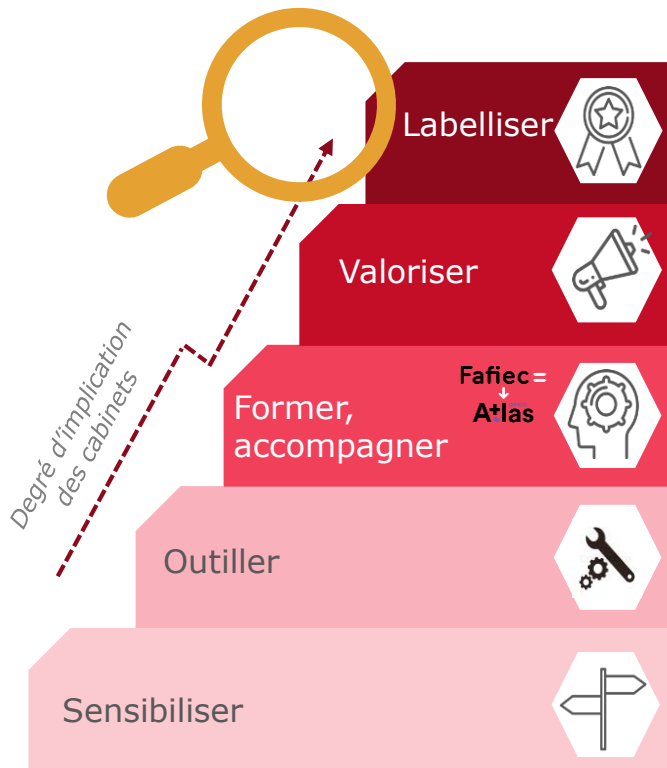 Labelliser
Valoriser
Fafiec =
Atlas
Former,
accompagner
Outiller
Sensibiliser
Degré d'implication
des cabinets